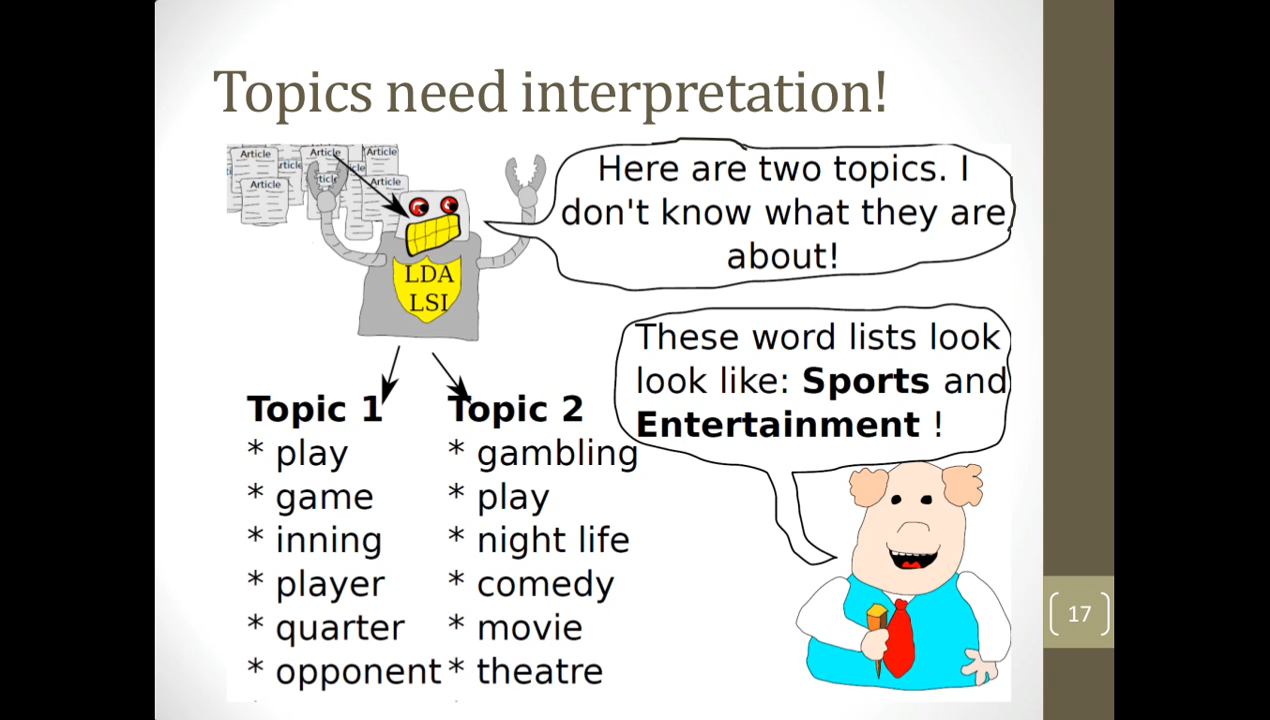 Topics need interpretation!
Article
Article
Article
Article
Article
Here are two topics. I
don't know what they are
about!
LDA
LSI
These word lists look
look like: Sports and
Entertainment !
Topic 1
* play
* game
* inning
* player
* quarter
* opponent
Topic 2
* gambling
* play
* night life
* comedy
* movie
* theatre
17